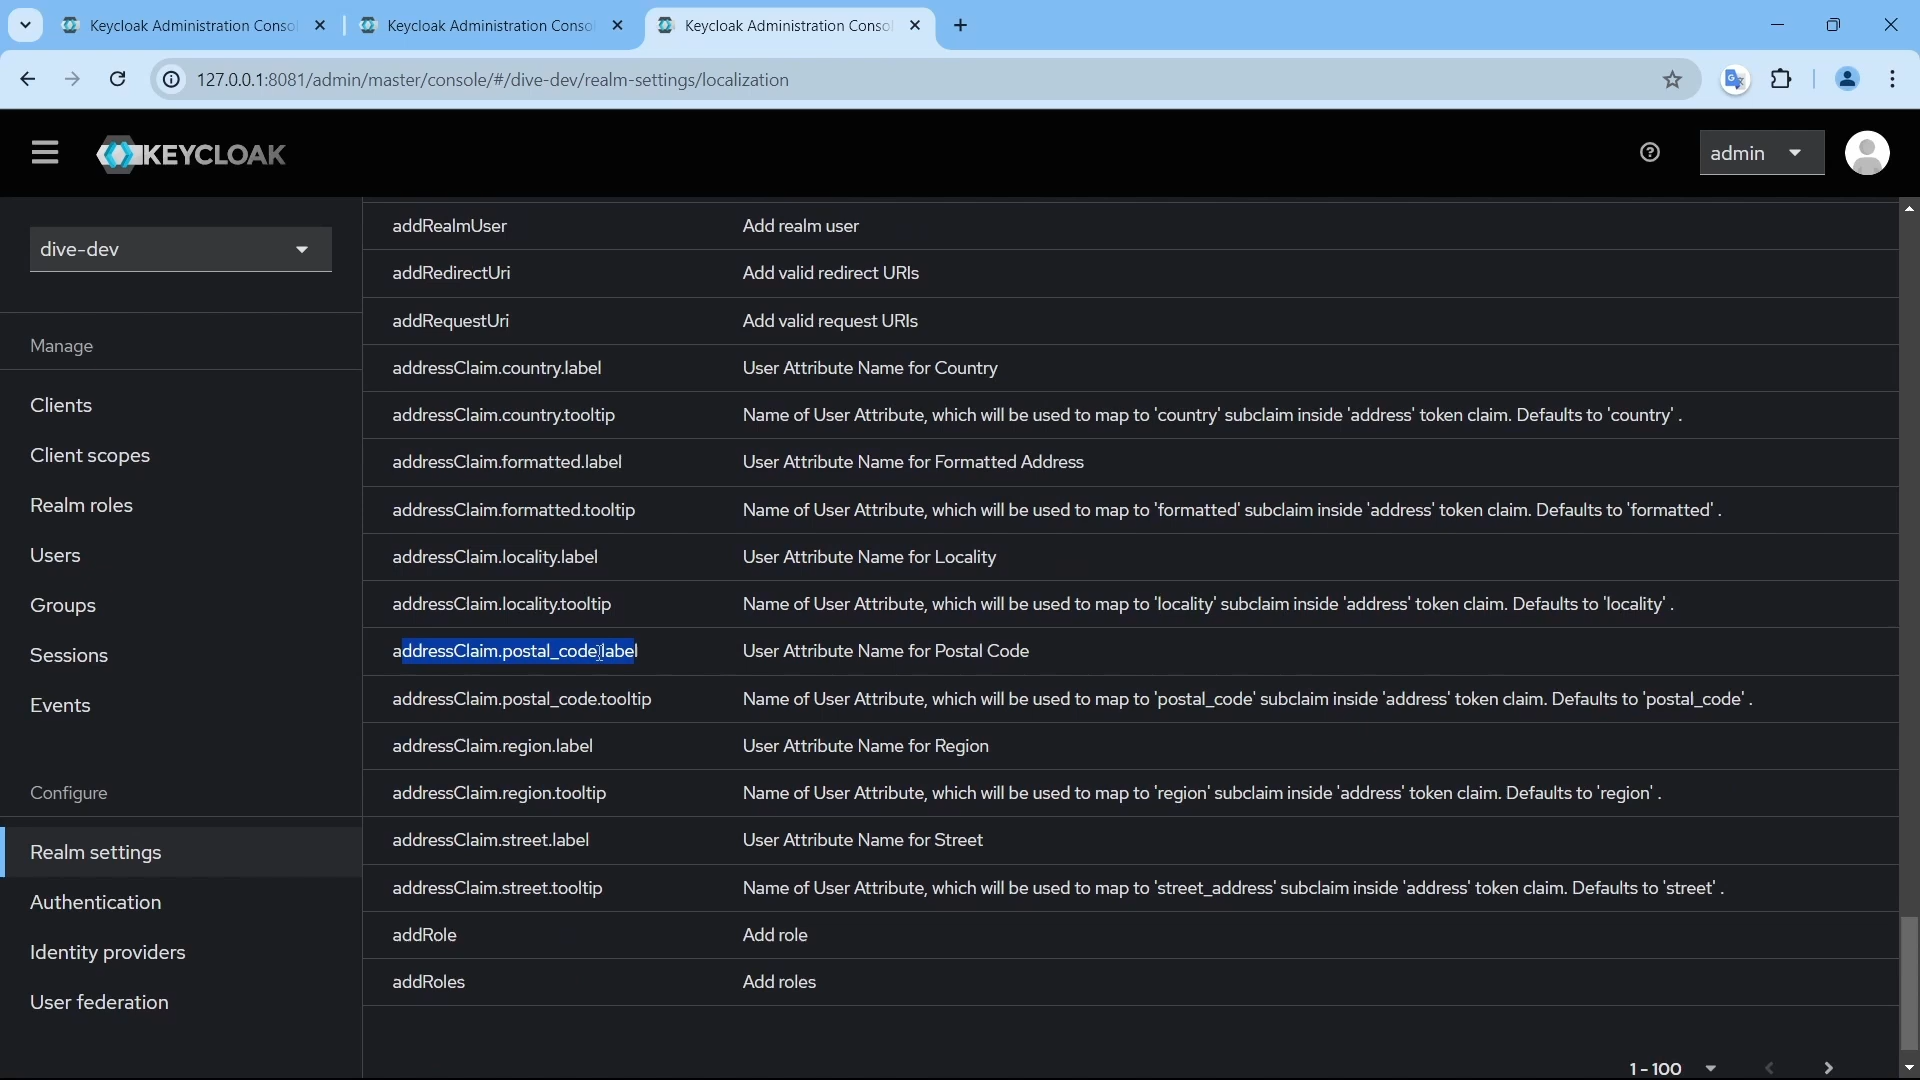 Keycloak Administration Conso
Keycloak Administration Conso
Keycloak Administration Conso
127.0.0.1:8081/admin/master/console/#/dive-dev/realm-settings/localization
KEYCLOAK
admin
dive-dev
Manage
Clients
Client scopes
Realm roles
Users
Groups
Sessions
Events
Configure
Realm settings
Authentication
Identity providers
User federation
addRealmUser Add realm user
addRedirectUri Add valid redirect URIs
addRequestUri Add valid request URIs
addressClaim.country.label User Attribute Name for Country
addressClaim.country.tooltip Name of User Attribute, which will be used to map to 'country' subclaim inside 'address' token claim. Defaults to 'country' .
addressClaim.formatted.label User Attribute Name for Formatted Address
addressClaim.formatted.tooltip Name of User Attribute, which will be used to map to 'formatted' subclaim inside 'address' token claim. Defaults to 'formatted' .
addressClaim.locality.label User Attribute Name for Locality
addressClaim.locality.tooltip Name of User Attribute, which will be used to map to 'locality' subclaim inside 'address' token claim. Defaults to 'locality' .
addressClaim.postal_code.label User Attribute Name for Postal Code
addressClaim.postal_code.tooltip Name of User Attribute, which will be used to map to 'postal_code' subclaim inside 'address' token claim. Defaults to 'postal_code' .
addressClaim.region.label User Attribute Name for Region
addressClaim.region.tooltip Name of User Attribute, which will be used to map to 'region' subclaim inside 'address' token claim. Defaults to 'region' .
addressClaim.street.label User Attribute Name for Street
addressClaim.street.tooltip Name of User Attribute, which will be used to map to 'street_address' subclaim inside 'address' token claim. Defaults to 'street' .
addRole Add role
addRoles Add roles
1 - 100